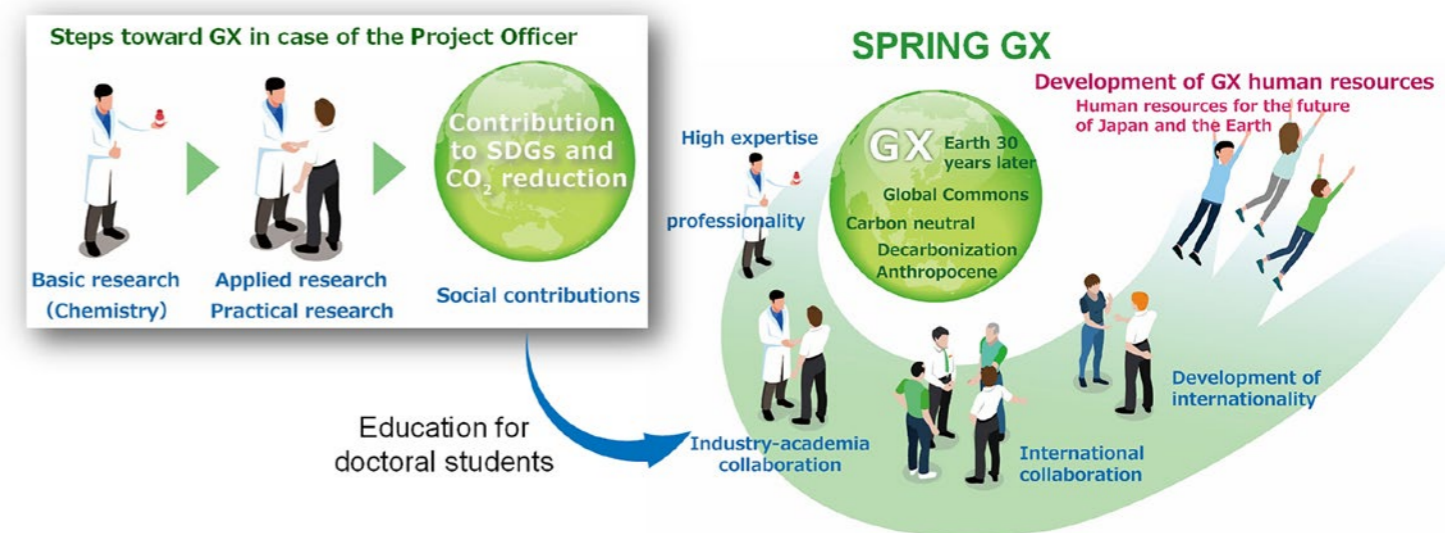 Steps toward GX in case of the Project Officer
Contribution
to SDGs and
CO₂ reduction
Basic research
(Chemistry)
Applied research
Practical research
Social contributions
Education for
doctoral students
SPRING GX
Development of GX human resources
Human resources for the future
of Japan and the Earth
High expertise
professionality
GX Earth 30
years later
Global Commons
Carbon neutral
Decarbonization
Anthropocene
Industry-academia
collaboration
International
collaboration
Development of
internationality